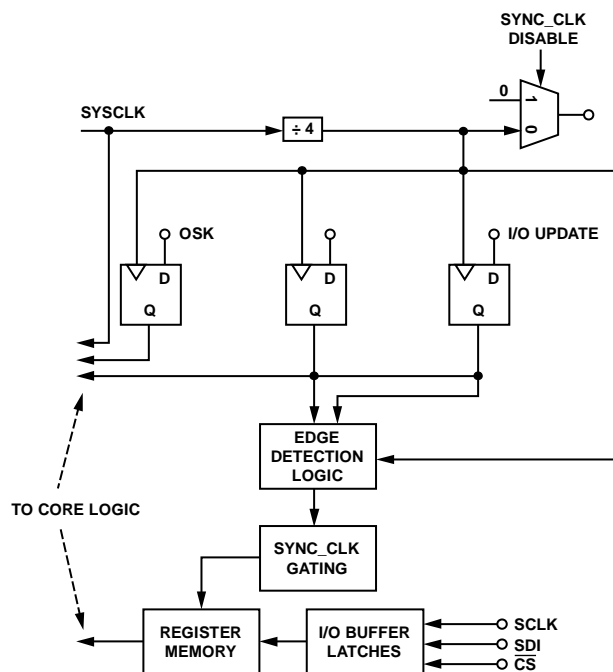 SYNC_CLK
DISABLE
0
1
0
SYSCLK
÷ 4
OSK
I/O UPDATE
D
Q
D
Q
D
Q
EDGE
DETECTION
LOGIC
TO CORE LOGIC
SYNC_CLK
GATING
REGISTER
MEMORY
I/O BUFFER
LATCHES
SCLK
SDI
CS